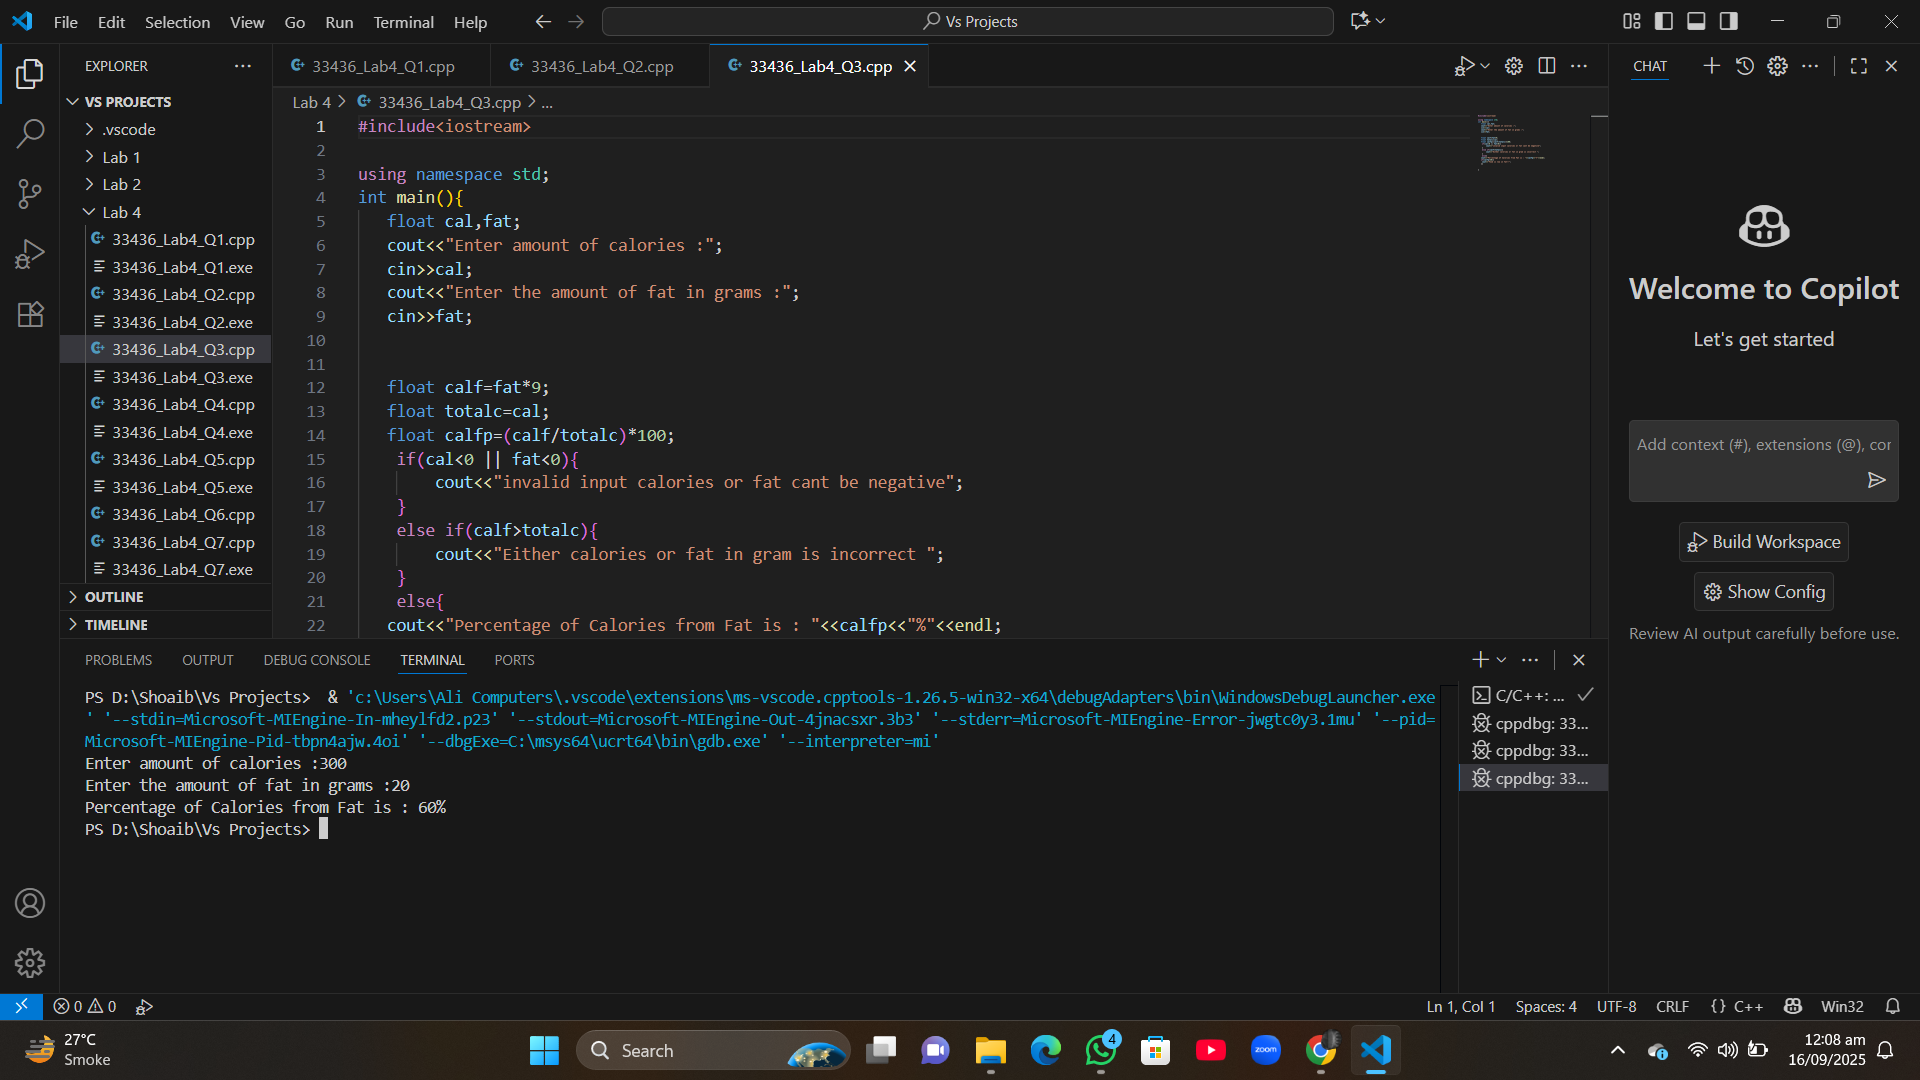 File Edit Selection View Go Run Terminal Help
Vs Projects
EXPLORER
VS PROJECTS
.vscode
Lab 1
Lab 2
Lab 4
33436_Lab4_Q1.cpp
33436_Lab4_Q1.exe
33436_Lab4_Q2.cpp
33436_Lab4_Q2.exe
33436_Lab4_Q3.cpp
33436_Lab4_Q3.exe
33436_Lab4_Q4.cpp
33436_Lab4_Q4.exe
33436_Lab4_Q5.cpp
33436_Lab4_Q5.exe
33436_Lab4_Q6.cpp
33436_Lab4_Q7.cpp
33436_Lab4_Q7.exe
OUTLINE
TIMELINE
33436_Lab4_Q1.cpp 33436_Lab4_Q2.cpp 33436_Lab4_Q3.cpp
Lab 4 > 33436_Lab4_Q3.cpp > ...
1 #include<iostream>
2
3 using namespace std;
4 int main(){
5 float cal,fat;
6 cout<<"Enter amount of calories :";
7 cin>>cal;
8 cout<<"Enter the amount of fat in grams :";
9 cin>>fat;
10
11
12 float calf=fat*9;
13 float totalc=cal;
14 float calfp=(calf/totalc)*100;
15 if(cal<0 || fat<0){
16 cout<<"invalid input calories or fat cant be negative";
17 }
18 else if(calf>totalc){
19 cout<<"Either calories or fat in gram is incorrect ";
20 }
21 else{
22 cout<<"Percentage of Calories from Fat is : "<<calfp<<"%"<<endl;
PROBLEMS OUTPUT DEBUG CONSOLE TERMINAL PORTS
PS D:\Shoaib\Vs Projects>  & 'c:\Users\Ali Computers\.vscode\extensions\ms-vscode.cpptools-1.26.5-win32-x64\debugAdapters\bin\WindowsDebugLauncher.exe
' '--stdin=Microsoft-MIEngine-In-mheylfd2.p23' '--stdout=Microsoft-MIEngine-Out-4jnacsxr.3b3' '--stderr=Microsoft-MIEngine-Error-jwgtc0y3.1mu' '--pid=
Microsoft-MIEngine-Pid-tbpn4ajw.4oi' '--dbgExe=C:\msys64\ucrt64\bin\gdb.exe' '--interpreter=mi'
Enter amount of calories :300
Enter the amount of fat in grams :20
Percentage of Calories from Fat is : 60%
PS D:\Shoaib\Vs Projects>
C/C++: ...
cppdbg: 33...
cppdbg: 33...
cppdbg: 33...
CHAT
Welcome to Copilot
Let's get started
Add context (#), extensions (@), cor
Build Workspace
Show Config
Review AI output carefully before use.
0 0
Ln 1, Col 1 Spaces: 4 UTF-8 CRLF {} C++ Win32
27°C
Smoke
Search
4
zoom
12:08 am
16/09/2025